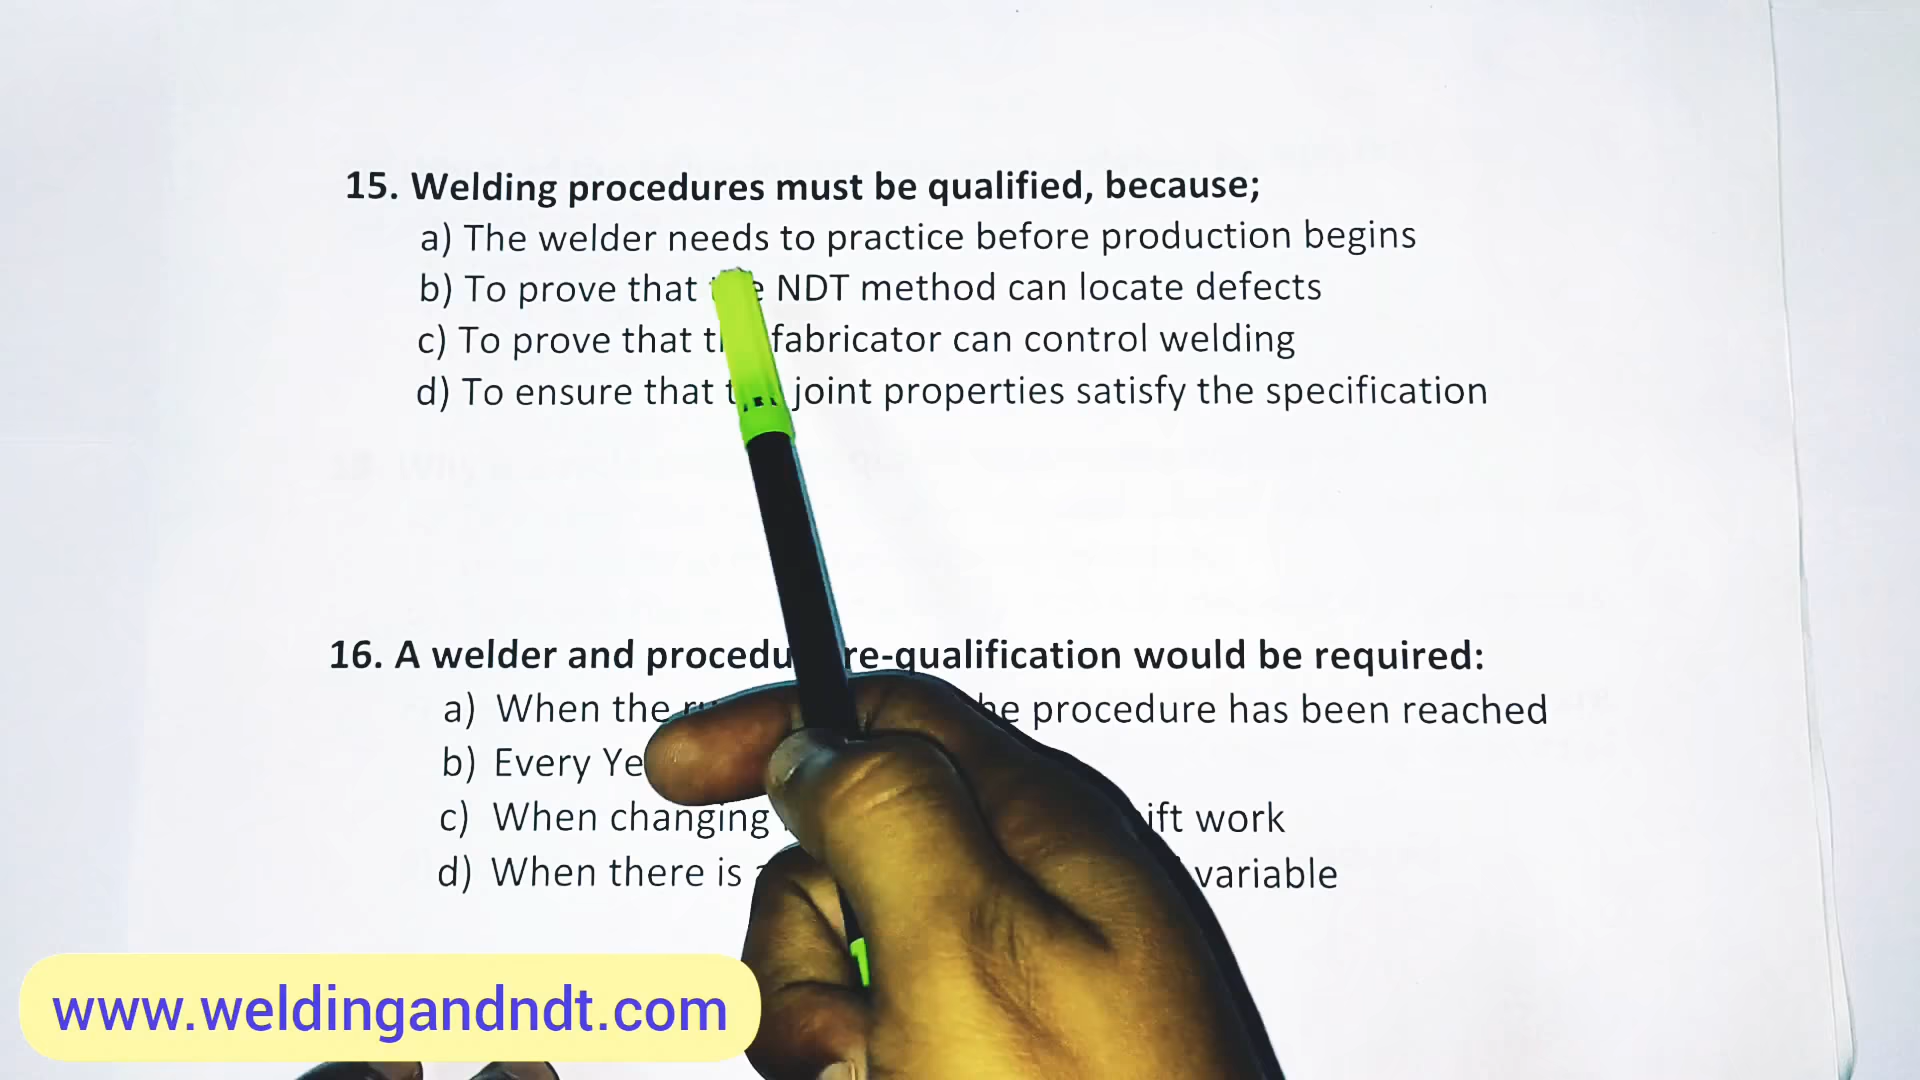 15. Welding procedures must be qualified, because;
a) The welder needs to practice before production begins
b) To prove that NDT method can locate defects
c) To prove that fabricator can control welding
d) To ensure that joint properties satisfy the specification
16. A welder and re-qualification would be required:
a) When the procedure has been reached
b) Every
c) When changing work
d) When there is variable
www.weldingandndt.com